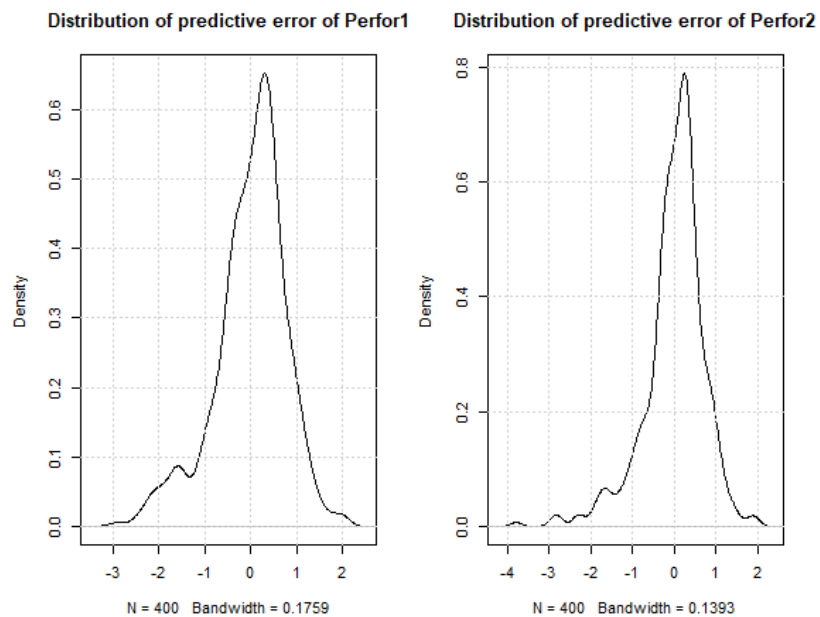 Distribution of predictive error of Perfor1
Density
0.0 0.1 0.2 0.3 0.4 0.5 0.6
-3 -2 -1 0 1 2
N = 400 Bandwidth = 0.1759
Distribution of predictive error of Perfor2
Density
0.0 0.2 0.4 0.6 0.8
-4 -3 -2 -1 0 1 2
N = 400 Bandwidth = 0.1393